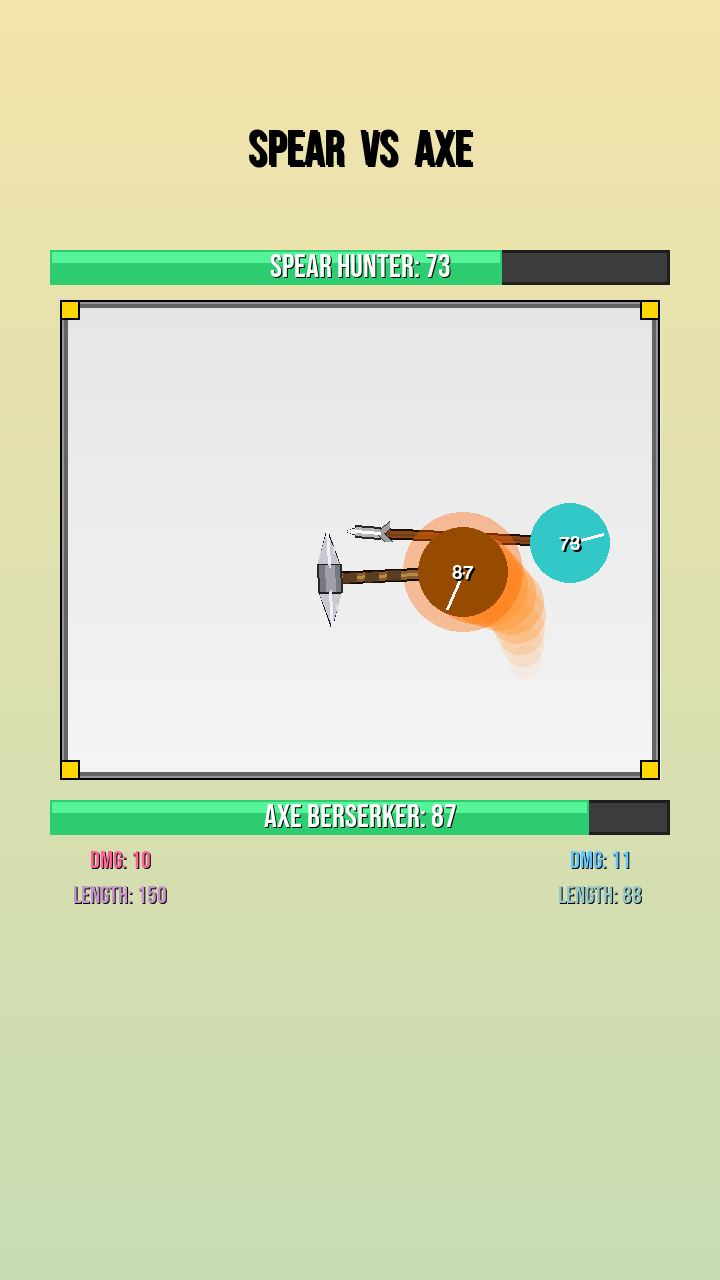 SPEAR VS AXE
SPEAR HUNTER: 73
73
87
AXE BERSERKER: 87
DMG: 10
DMG: 11
LENGTH: 150
LENGTH: 88